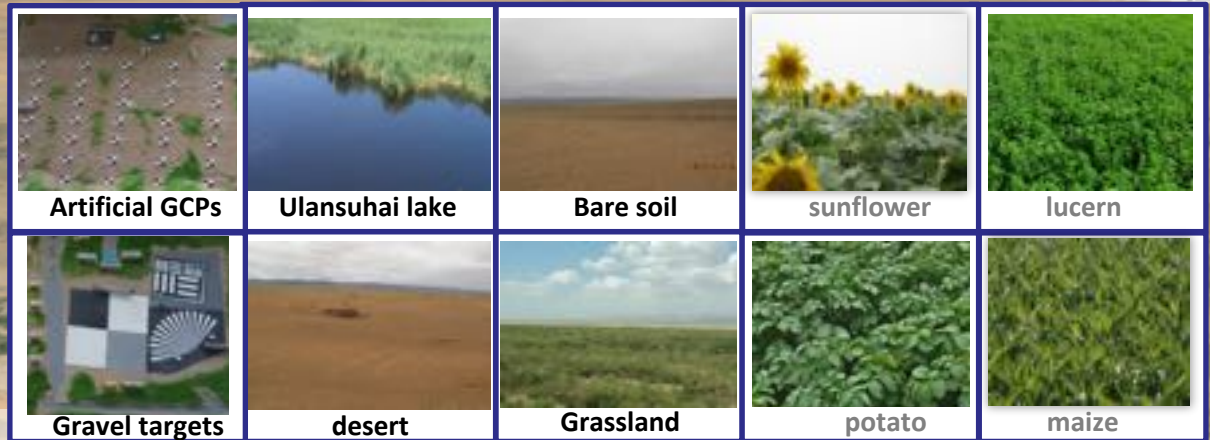 Artificial GCPs
Ulansuhai lake
Bare soil
sunflower
lucern
Gravel targets
desert
Grassland
potato
maize